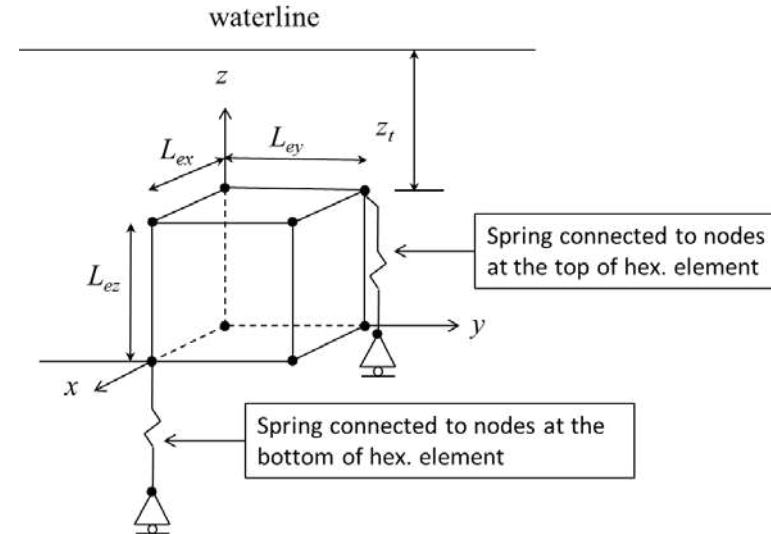 waterline
z
z_t
L_ex
L_ey
Spring connected to nodes
at the top of hex. element
L_ez
y
x
Spring connected to nodes at the
bottom of hex. element